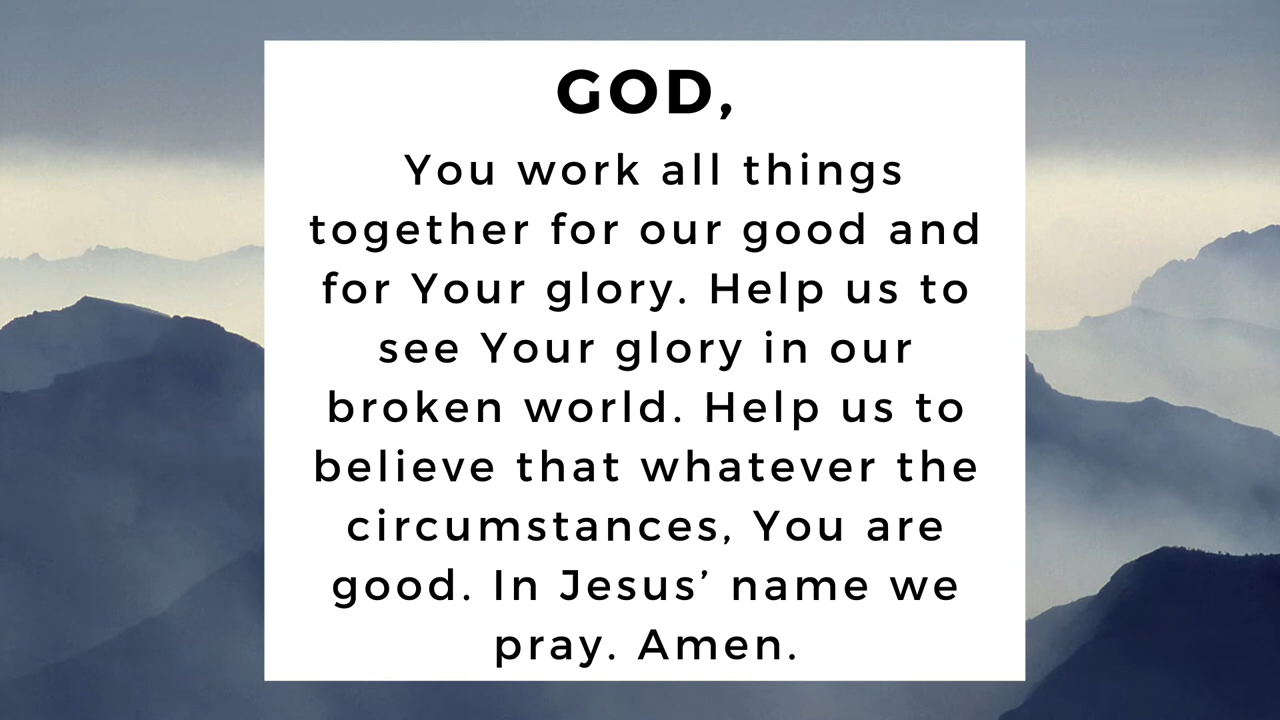 GOD,
You work all things
together for our good and
for Your glory. Help us to
see Your glory in our
broken world. Help us to
believe that whatever the
circumstances, You are
good. In Jesus’ name we
pray. Amen.